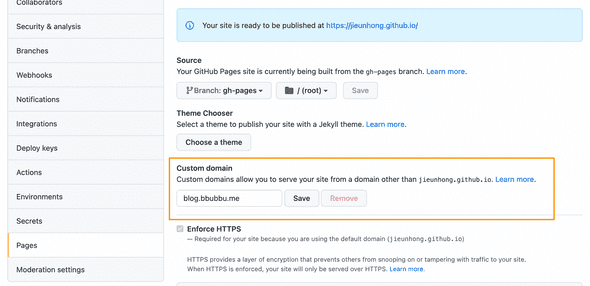 Collaborators
Security & analysis
Branches
Webhooks
Notifications
Integrations
Deploy keys
Actions
Environments
Secrets
Pages
Moderation settings
Your site is ready to be published at https://jieunhong.github.io/
Source
Your GitHub Pages site is currently being built from the gh-pages branch. Learn more.
Branch: gh-pages / (root) Save
Theme Chooser
Select a theme to publish your site with a Jekyll theme. Learn more.
Choose a theme
Custom domain
Custom domains allow you to serve your site from a domain other than jieunhong.github.io. Learn more.
blog.bbubbu.me Save Remove
Enforce HTTPS
— Required for your site because you are using the default domain (jieunhong.github.io)
HTTPS provides a layer of encryption that prevents others from snooping on or tampering with traffic to your site.
When HTTPS is enforced, your site will only be served over HTTPS. Learn more.